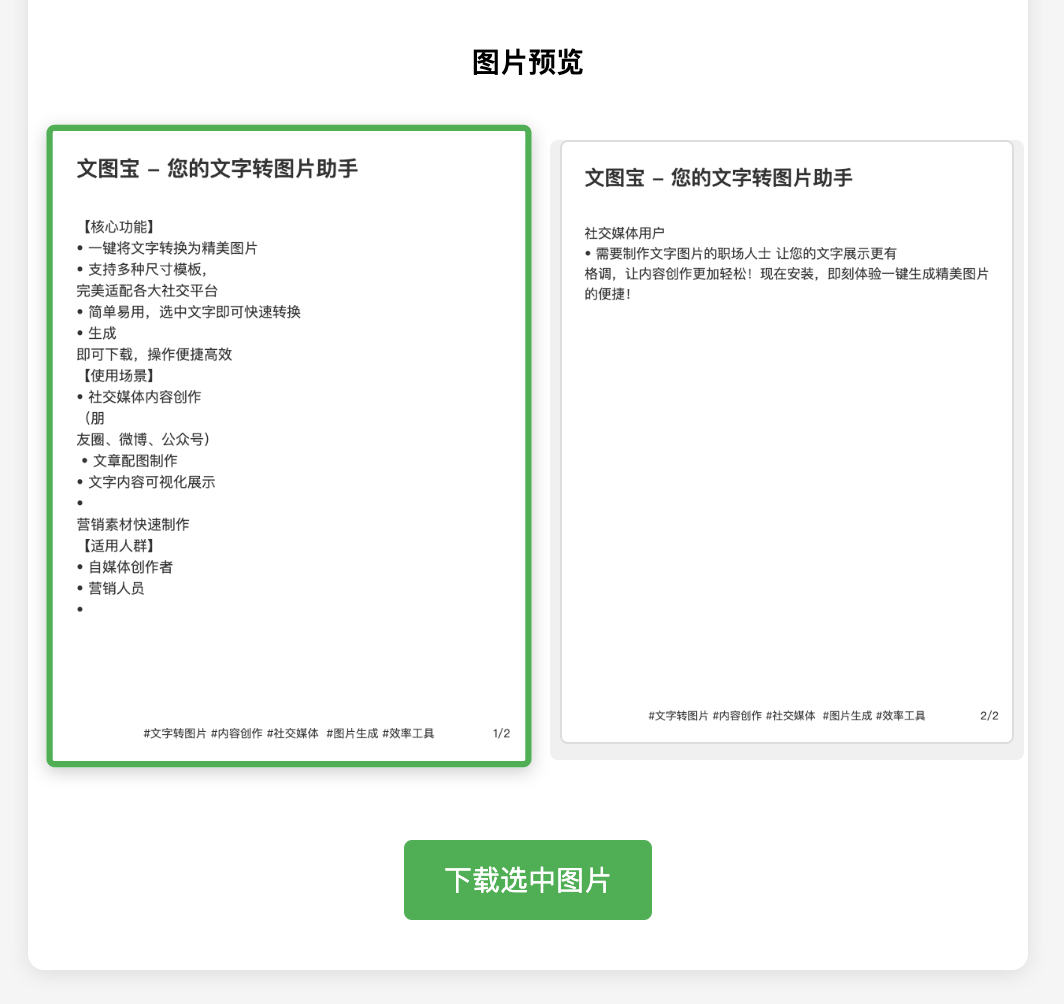 图片预览
文图宝 – 您的文字转图片助手
【核心功能】
• 一键将文字转换为精美图片
• 支持多种尺寸模板，
完美适配各大社交平台
• 简单易用，选中文字即可快速转换
• 生成
即可下载，操作便捷高效
【使用场景】
• 社交媒体内容创作
（朋
友圈、微博、公众号）
• 文章配图制作
• 文字内容可视化展示
•
营销素材快速制作
【适用人群】
• 自媒体创作者
• 营销人员
•
#文字转图片 #内容创作 #社交媒体 #图片生成 #效率工具
1/2
文图宝 – 您的文字转图片助手
社交媒体用户
• 需要制作文字图片的职场人士 让您的文字展示更有
格调，让内容创作更加轻松！现在安装，即刻体验一键生成精美图片
的便捷！
#文字转图片 #内容创作 #社交媒体 #图片生成 #效率工具
2/2
下载选中图片